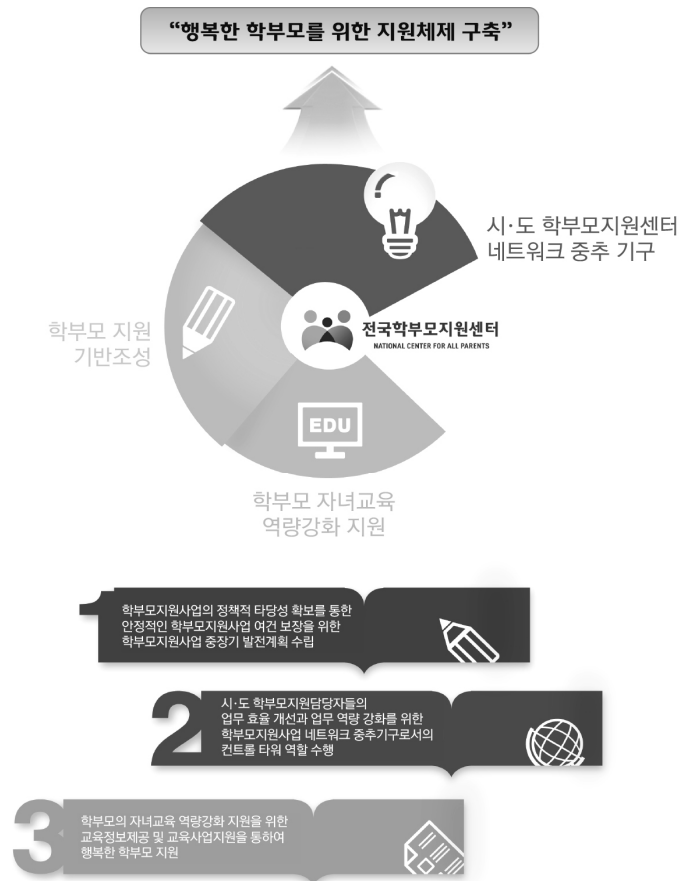 “행복한 학부모를 위한 지원체제 구축”
시·도 학부모지원센터
네트워크 중추 기구
전국학부모지원센터
NATIONAL CENTER FOR ALL PARENTS
학부모 지원
기반조성
EDU
학부모 자녀교육
역량강화 지원
1
학부모지원사업의 정책적 타당성 확보를 통한
안정적인 학부모지원사업 여건 보장을 위한
학부모지원사업 중장기 발전계획 수립
2
시·도 학부모지원담당자들의
업무 효율 개선과 업무 역량 강화를 위한
학부모지원사업 네트워크 중추기구로서의
컨트롤 타워 역할 수행
3
학부모의 자녀교육 역량강화 지원을 위한
교육정보제공 및 교육사업지원을 통하여
행복한 학부모 지원